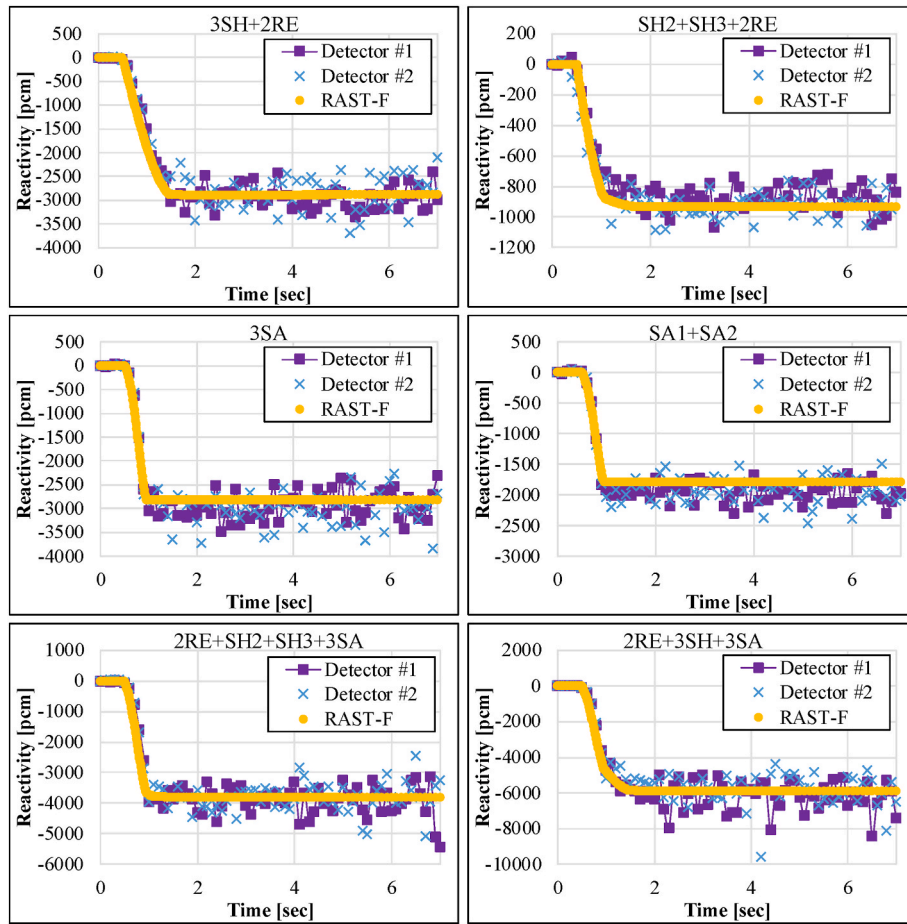 3SH+2RE
500
0
-500
-1000
-1500
-2000
-2500
-3000
-3500
-4000
Reactivity [pcm]
Detector #1
Detector #2
RAST-F
0 2 4 6
Time [sec]
SH2+SH3+2RE
200
0
-200
-400
-600
-800
-1000
-1200
Reactivity [pcm]
Detector #1
Detector #2
RAST-F
0 2 4 6
Time [sec]
3SA
500
0
-500
-1000
-1500
-2000
-2500
-3000
-3500
-4000
Reactivity [pcm]
Detector #1
Detector #2
RAST-F
0 2 4 6
Time [sec]
SA1+SA2
500
0
-500
-1000
-1500
-2000
-2500
-3000
Reactivity [pcm]
Detector #1
Detector #2
RAST-F
0 2 4 6
Time [sec]
2RE+SH2+SH3+3SA
1000
0
-1000
-2000
-3000
-4000
-5000
-6000
Reactivity [pcm]
Detector #1
Detector #2
RAST-F
0 2 4 6
Time [sec]
2RE+3SH+3SA
2000
0
-2000
-4000
-6000
-8000
-10000
Reactivity [pcm]
Detector #1
Detector #2
RAST-F
0 2 4 6
Time [sec]